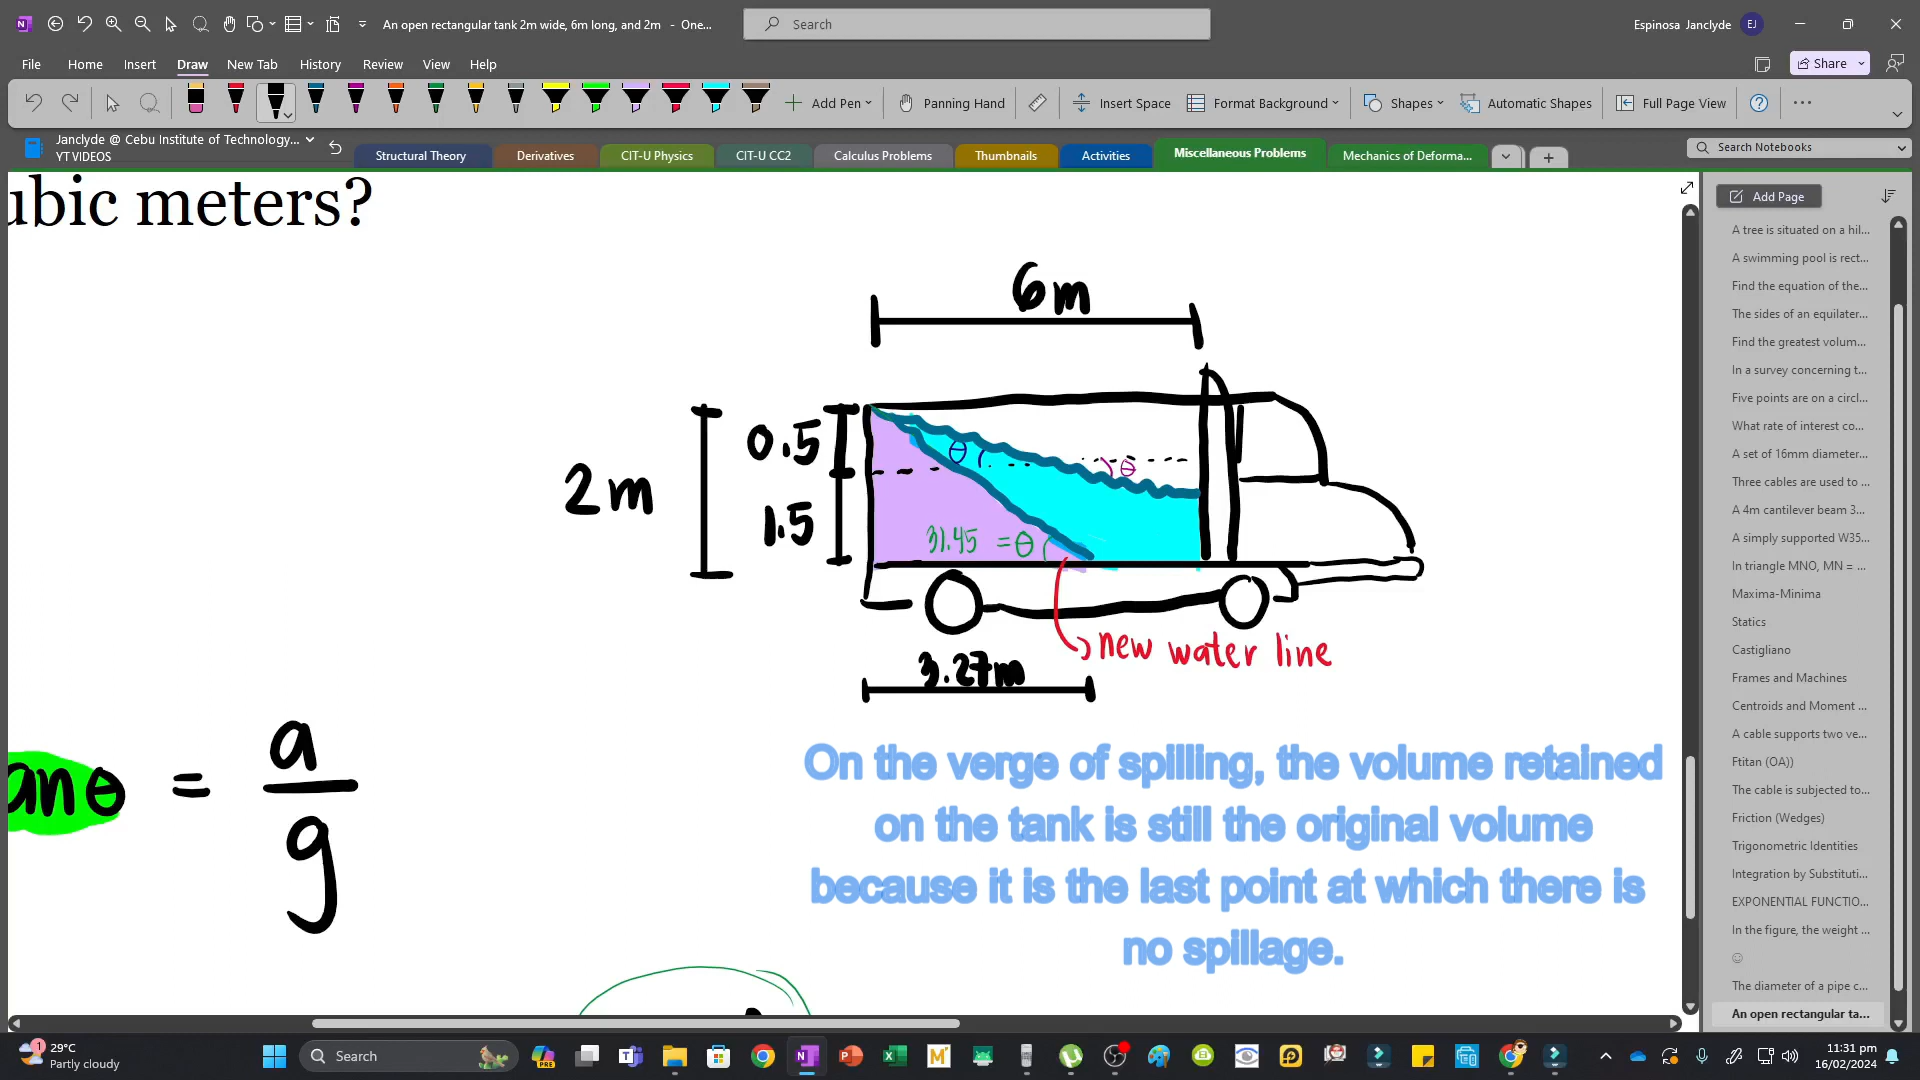 An open rectangular tank 2m wide, 6m long, and 2m - One...
Search
Espinosa Janclyde
EJ
File Home Insert Draw New Tab History Review View Help
Share
Add Pen
Panning Hand
Insert Space
Format Background
Shapes
Automatic Shapes
Full Page View
Janclyde @ Cebu Institute of Technology...
YT VIDEOS
Structural Theory
Derivatives
CIT-U Physics
CIT-U CC2
Calculus Problems
Thumbnails
Activities
Miscellaneous Problems
Mechanics of Deforma...
Search Notebooks
ubic meters?
6m
0.5
2m
1.5
θ
θ
31.45 = θ
new water line
3.27m
anθ = a
g
On the verge of spilling, the volume retained
on the tank is still the original volume
because it is the last point at which there is
no spillage.
Add Page
A tree is situated on a hil...
A swimming pool is rect...
Find the equation of the...
The sides of an equilater...
Find the greatest volum...
In a survey concerning t...
Five points are on a circl...
What rate of interest co...
A set of 16mm diameter...
Three cables are used to ...
A 4m cantilever beam 3...
A simply supported W35...
In triangle MNO, MN = ...
Maxima-Minima
Statics
Castigliano
Frames and Machines
Centroids and Moment ...
A cable supports two ve...
Ftitan (OA))
The cable is subjected to...
Friction (Wedges)
Trigonometric Identities
Integration by Substituti...
EXPONENTIAL FUNCTIO...
In the figure, the weight ...
The diameter of a pipe c...
An open rectangular ta...
1
29°C
Partly cloudy
Search
PRE
11:31 pm
16/02/2024